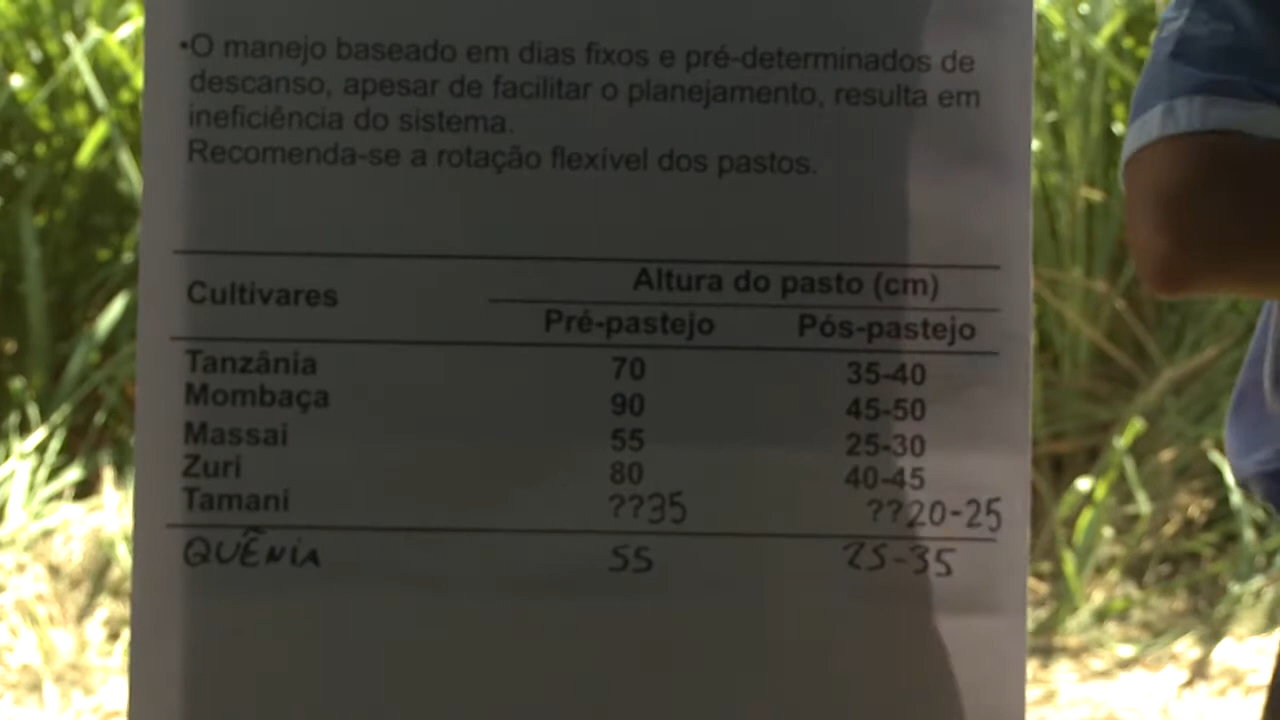 •O manejo baseado em dias fixos e pré-determinados de
descanso, apesar de facilitar o planejamento, resulta em
ineficiência do sistema.
Recomenda-se a rotação flexível dos pastos.
Cultivares Altura do pasto (cm)
Pré-pastejo Pós-pastejo
Tanzânia 70 35-40
Mombaça 90 45-50
Massai 55 25-30
Zuri 80 40-45
Tamani ??35 ??20-25
QUÊNIA 55 25-35